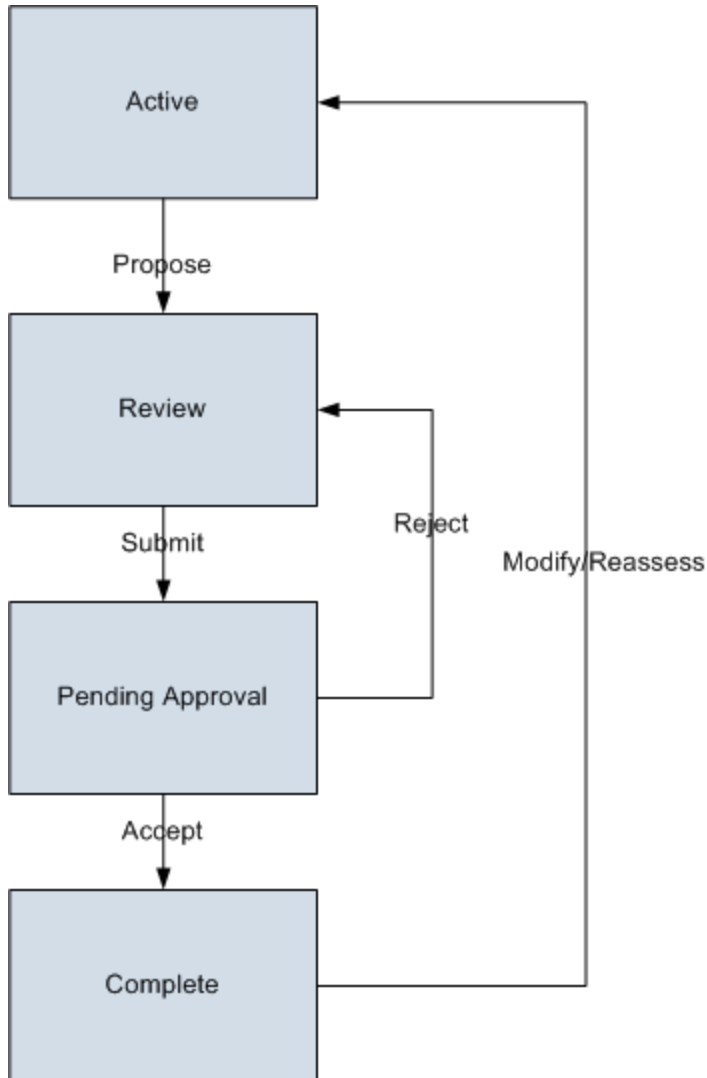 Active
Propose
Review
Reject
Submit
Modify/Reassess
Pending Approval
Accept
Complete